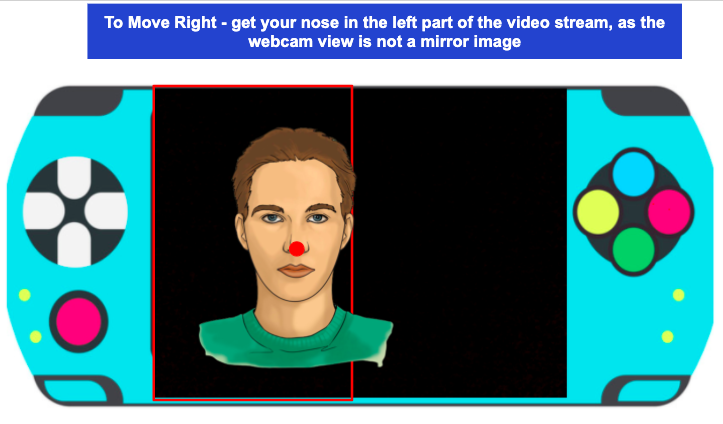 To Move Right - get your nose in the left part of the video stream, as the
webcam view is not a mirror image